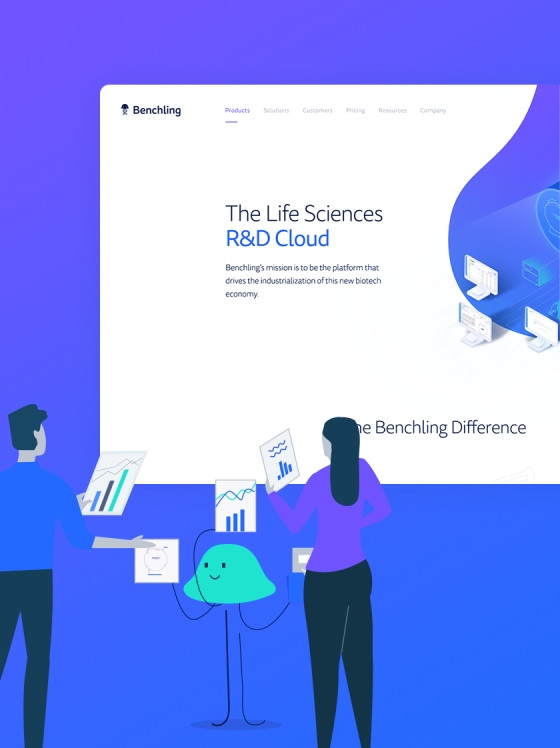 Benchling
Products Solutions Customers Pricing Resources Company
The Life Sciences
R&D Cloud
Benchling's mission is to be the platform that
drives the industrialization of this new biotech
economy.
he Benchling Difference